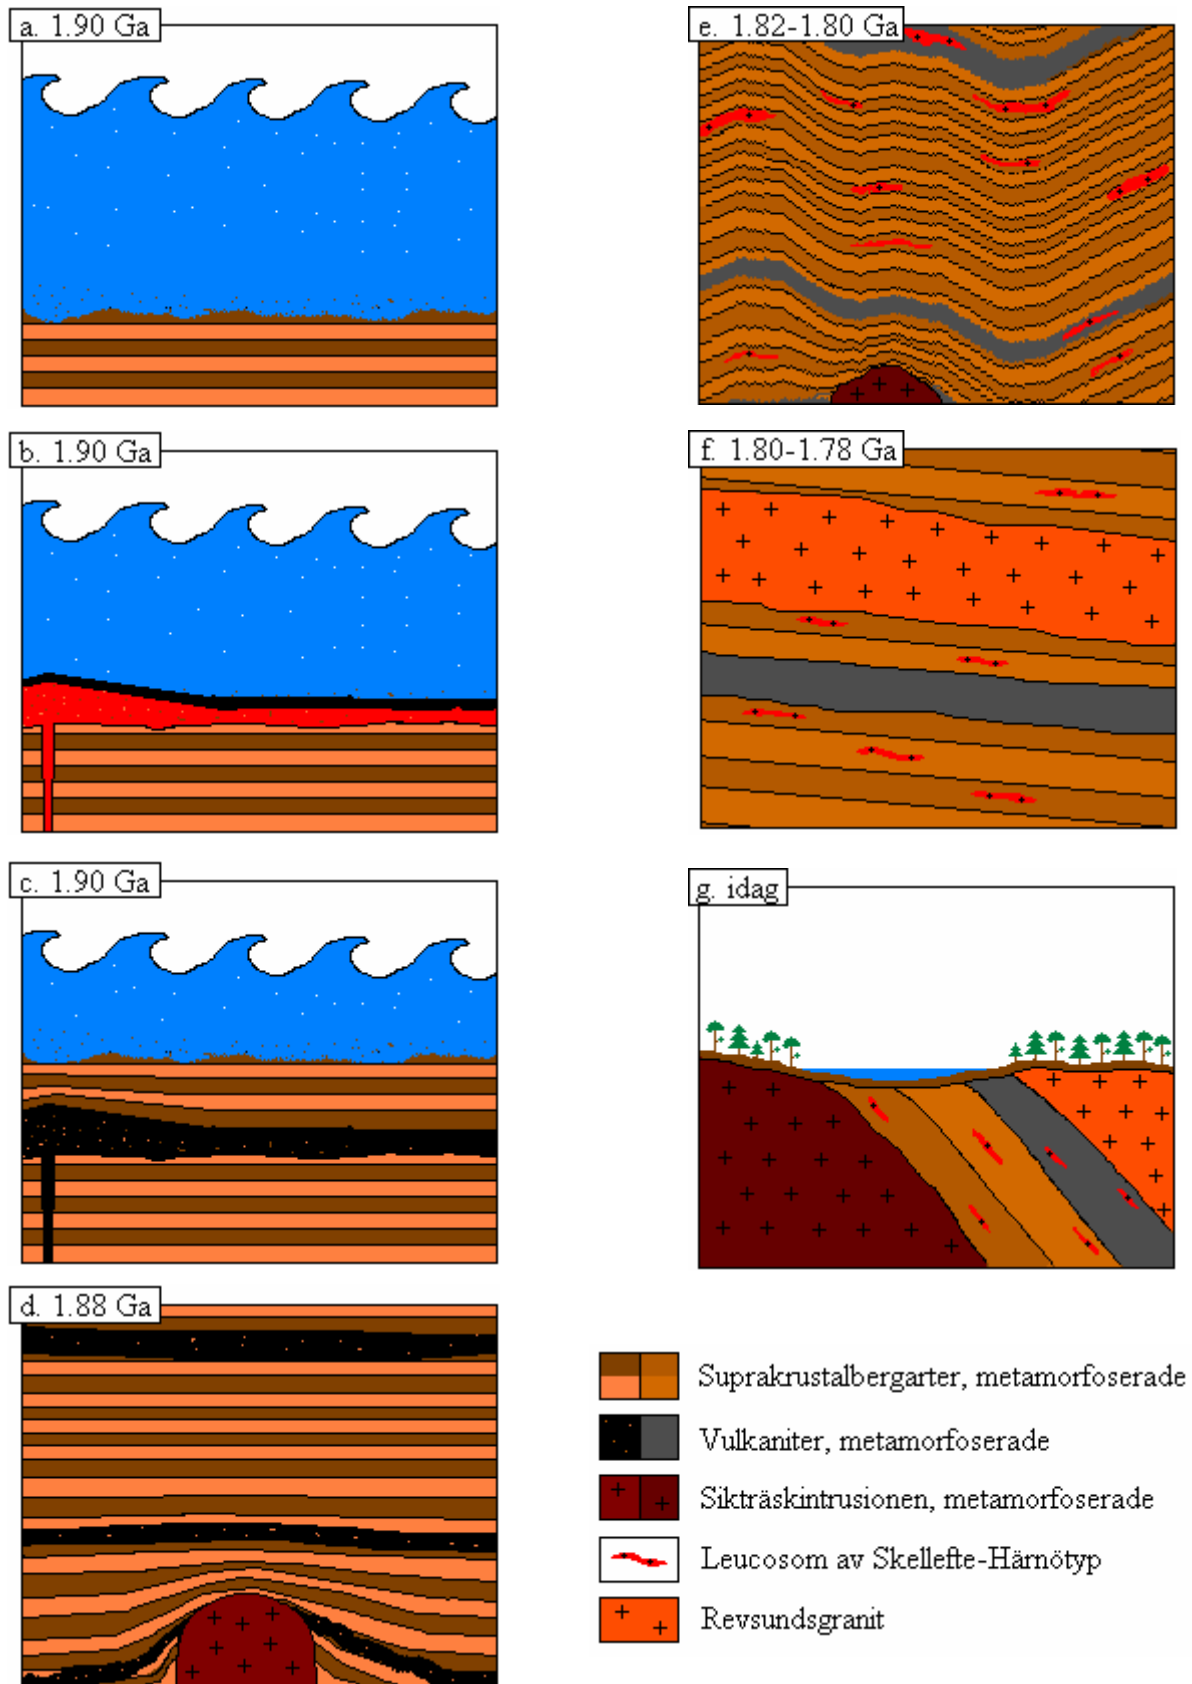 a. 1.90 Ga
b. 1.90 Ga
c. 1.90 Ga
d. 1.88 Ga
e. 1.82-1.80 Ga
f. 1.80-1.78 Ga
g. idag
Suprakrustalbergarter, metamorfoserade
Vulkaniter, metamorfoserade
Sikträskintrusionen, metamorfoserade
Leucosom av Skellefte-Härnötyp
Revsundsgranit